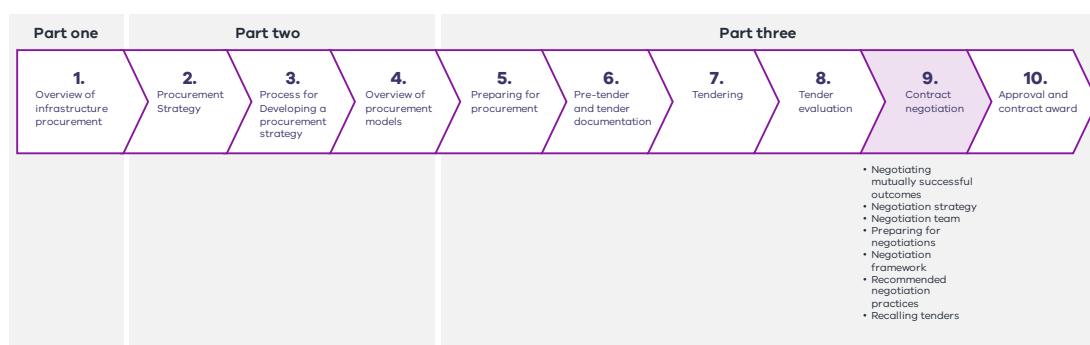 Part one
Part two
Part three
1.
Overview of
infrastructure
procurement
2.
Procurement
Strategy
3.
Process for
Developing a
procurement
strategy
4.
Overview of
procurement
models
5.
Preparing for
procurement
6.
Pre-tender
and tender
documentation
7.
Tendering
8.
Tender
evaluation
9.
Contract
negotiation
10.
Approval and
contract award
• Negotiating
mutually successful
outcomes
• Negotiation strategy
• Negotiation team
• Preparing for
negotiations
• Negotiation
framework
• Recommended
negotiation
practices
• Recalling tenders